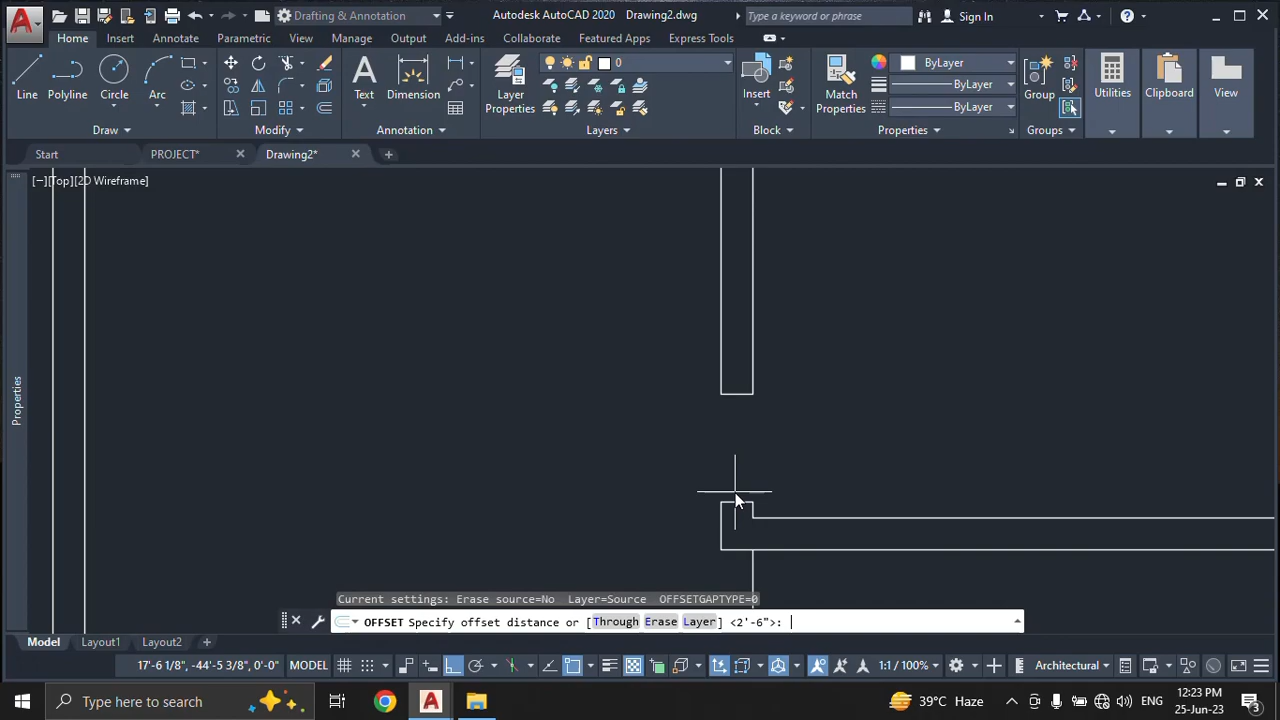 Drafting & Annotation
Autodesk AutoCAD 2020 Drawing2.dwg
Type a keyword or phrase
Sign In
Home Insert Annotate Parametric View Manage Collaborate Output Add-ins Featured Apps Express Tools
Line
Polyline
Circle
Arc
Text
Dimension
Layer
Properties
0
Insert
Match
Properties
ByLayer
ByLayer
ByLayer
Group
Utilities
Clipboard
View
Draw
Modify
Annotation
Layers
Block
Properties
Groups
Start
PROJECT*
Drawing2*
[−][Top][2D Wireframe]
Properties
Current settings: Erase source=No Layer=Source OFFSETGAPTYPE=0
OFFSET Specify offset distance or [Through Erase Layer] <2'-6">:
Model
Layout1
Layout2
17'-6 1/8", -44'-5 3/8", 0'-0"
MODEL
1:1 / 100%
Architectural
Type here to search
39°C Haze
ENG
12:23 PM
25-Jun-23
3